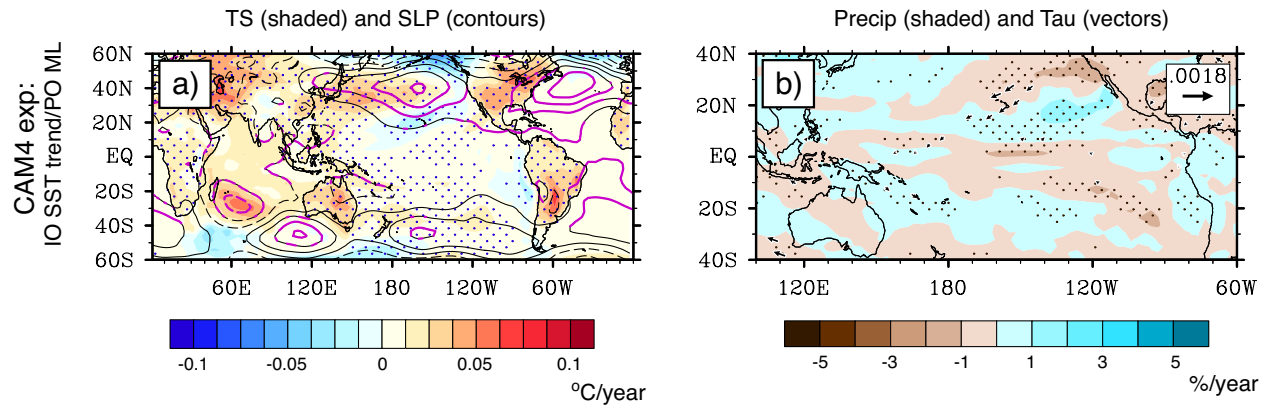 TS (shaded) and SLP (contours)
Precip (shaded) and Tau (vectors)
CAM4 exp:
IO SST trend/PO ML
60N
40N
20N
EQ
20S
40S
60S
a)
60E 120E 180 120W 60W
-0.1 -0.05 0 0.05 0.1
°C/year
40N
20N
EQ
20S
40S
b)
.0018
120E 180 120W 60W
-5 -3 -1 1 3 5
%/year